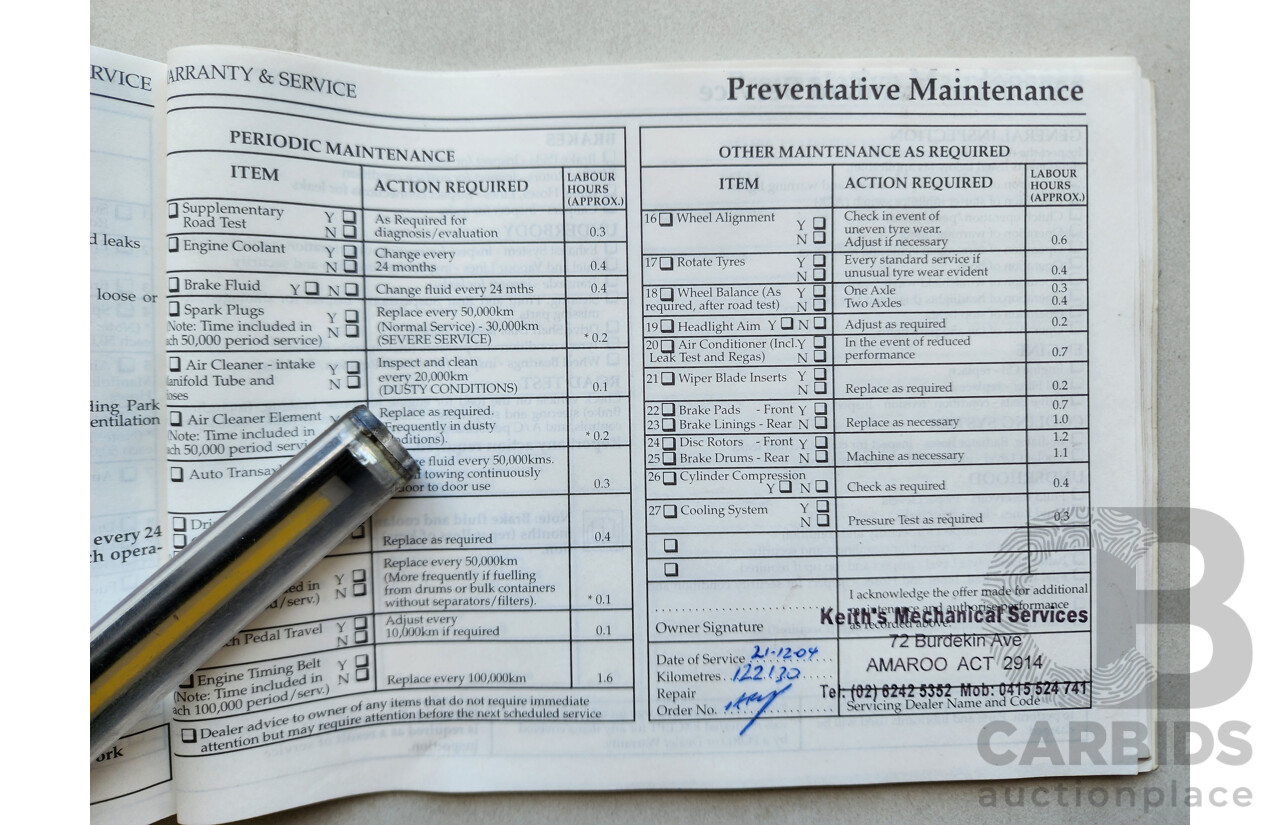 RVICE
d leaks
loose or
ding Park
entilation
every 24
h opera-
ork
ARRANTY & SERVICE
Preventative Maintenance
PERIODIC MAINTENANCE
ITEM ACTION REQUIRED LABOUR HOURS (APPROX.)
Supplementary Y As Required for
Road Test N diagnosis/evaluation 0.3
Engine Coolant Y Change every
N 24 months 0.4
Brake Fluid Y N Change fluid every 24 mths 0.4
Spark Plugs Y Replace every 50,000km
Note: Time included in N (Normal Service) - 30,000km
ch 50,000 period service) (SEVERE SERVICE) * 0.2
Air Cleaner - intake Y Inspect and clean
anifold Tube and N every 20,000km
oses (DUSTY CONDITIONS) 0.1
Air Cleaner Element Replace as required.
Note: Time included in Frequently in dusty
ch 50,000 period servic nditions). * 0.2
Auto Transa e fluid every 50,000kms.
towing continuously
oor to door use 0.3
Dri
Replace as required 0.4
Replace every 50,000km
Y (More frequently if fuelling
ed in N from drums or bulk containers
d/serv.) without separators/filters). * 0.1
ch Pedal Travel Y Adjust every
N 10,000km if required 0.1
Engine Timing Belt Y
(Note: Time included in N Replace every 100,000km 1.6
ach 100,000 period/serv.)
Dealer advice to owner of any items that do not require immediate
attention but may require attention before the next scheduled service
OTHER MAINTENANCE AS REQUIRED
ITEM ACTION REQUIRED LABOUR HOURS (APPROX.)
16 Wheel Alignment Y Check in event of
N uneven tyre wear.
Adjust if necessary 0.6
17 Rotate Tyres Y Every standard service if
N unusual tyre wear evident 0.4
18 Wheel Balance (As Y One Axle 0.3
required, after road test) N Two Axles 0.4
19 Headlight Aim Y N Adjust as required 0.2
20 Air Conditioner (Incl. Y In the event of reduced
Leak Test and Regas) N performance 0.7
21 Wiper Blade Inserts Y
N Replace as required 0.2
22 Brake Pads - Front Y 0.7
23 Brake Linings - Rear N Replace as necessary 1.0
24 Disc Rotors - Front Y 1.2
25 Brake Drums - Rear N Machine as necessary 1.1
26 Cylinder Compression
Y N Check as required 0.4
27 Cooling System Y
N Pressure Test as required 0.3
I acknowledge the offer made for additional
maintenance and authorise performance
as recorded above.
Owner Signature
Keith's Mechanical Services
72 Burdekin Ave
AMAROO ACT 2914
Tel: (02) 6242 5352 Mob: 0415 524 741
Servicing Dealer Name and Code
Date of Service 21-12-04
Kilometres 122130
Repair
Order No.
CARBIDS
auctionplace